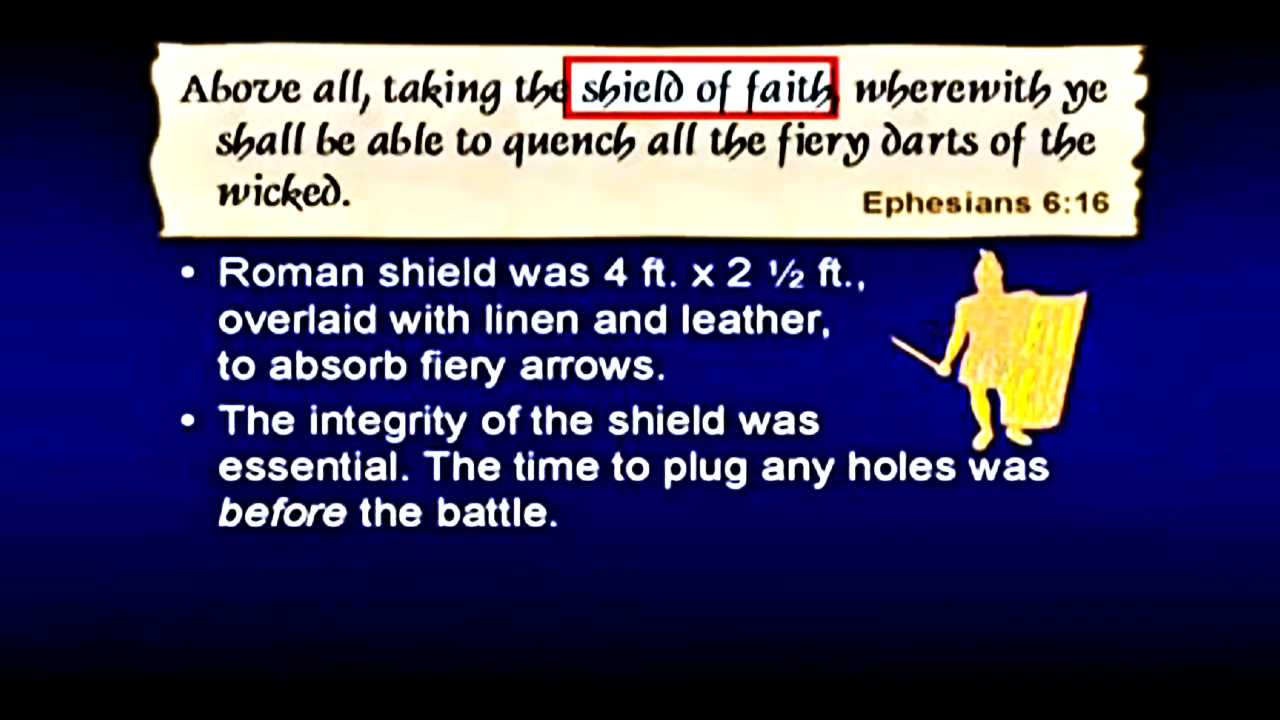 Above all, taking the shield of faith, wherewith ye
shall be able to quench all the fiery darts of the
wicked.
Ephesians 6:16
• Roman shield was 4 ft. x 2 ½ ft.,
overlaid with linen and leather,
to absorb fiery arrows.
• The integrity of the shield was
essential. The time to plug any holes was
before the battle.